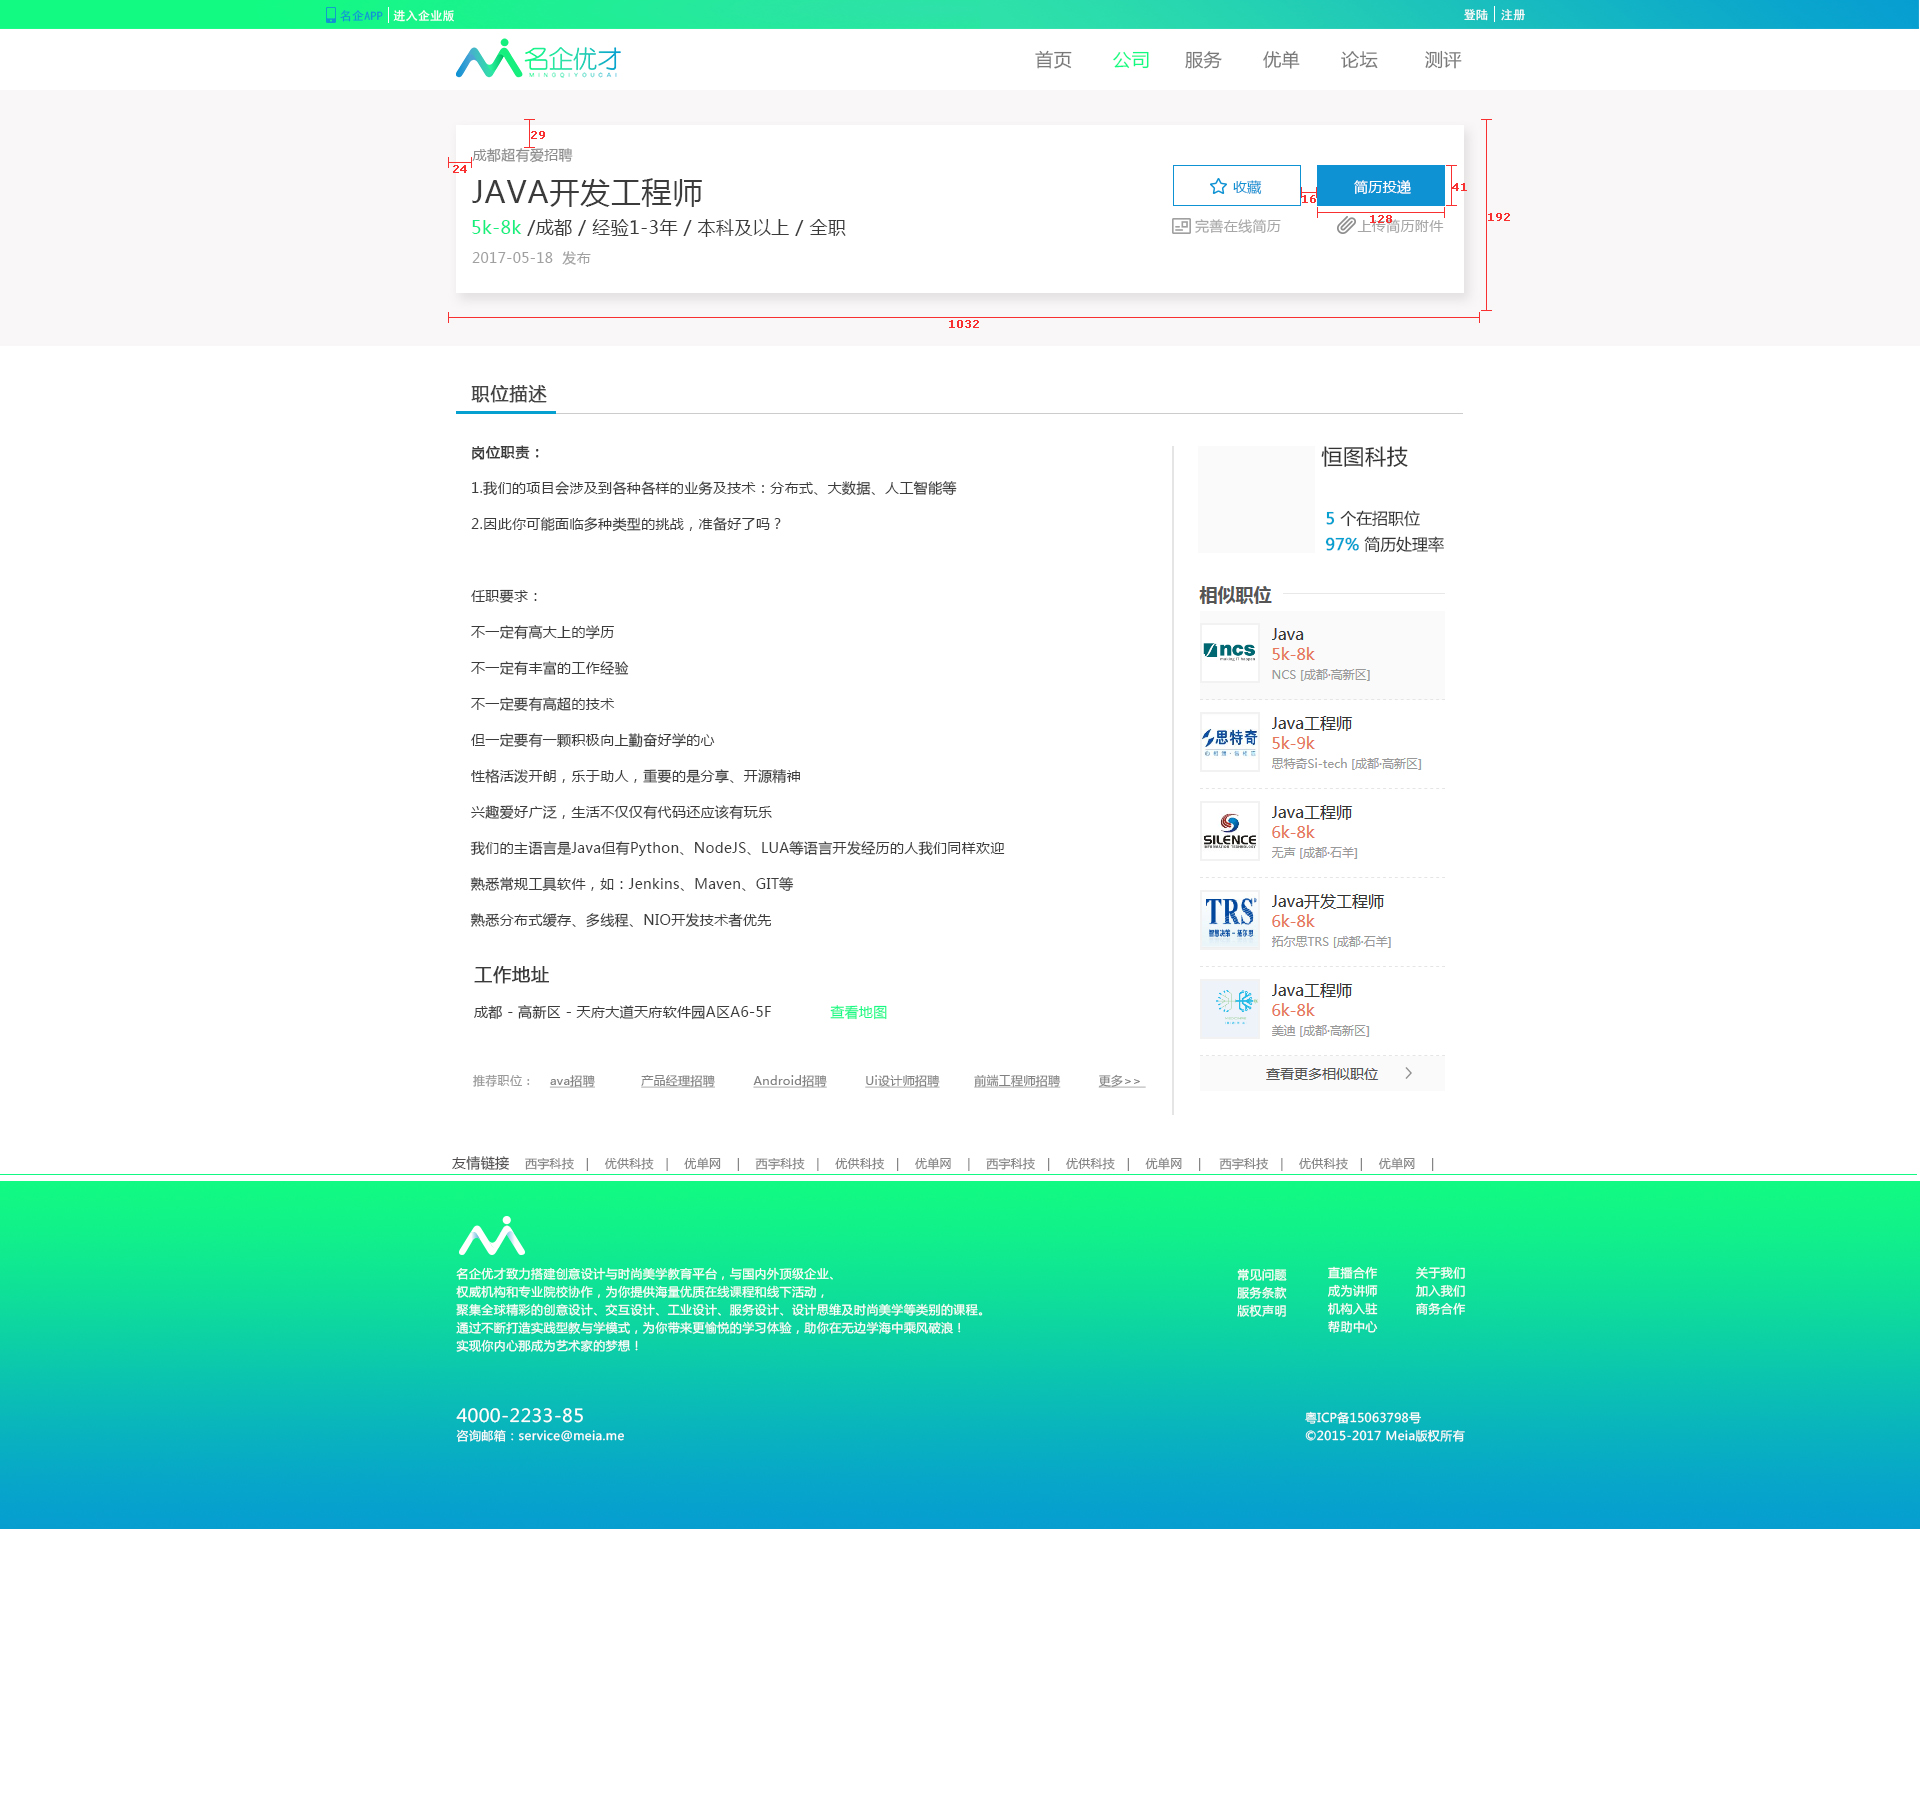 名企APP | 进入企业版
登陆 | 注册
名企优才
MINGQIYOUCAI
首页 公司 服务 优单 论坛 测评
29
24
成都超有爱招聘
JAVA开发工程师
5k-8k /成都 / 经验1-3年 / 本科及以上 / 全职
2017-05-18 发布
收藏
16
简历投递
41
128
192
完善在线简历
上传简历附件
1032
职位描述
岗位职责：
1.我们的项目会涉及到各种各样的业务及技术：分布式、大数据、人工智能等
2.因此你可能面临多种类型的挑战，准备好了吗？
任职要求：
不一定有高大上的学历
不一定有丰富的工作经验
不一定要有高超的技术
但一定要有一颗积极向上勤奋好学的心
性格活泼开朗，乐于助人，重要的是分享、开源精神
兴趣爱好广泛，生活不仅仅有代码还应该有玩乐
我们的主语言是Java但有Python、NodeJS、LUA等语言开发经历的人我们同样欢迎
熟悉常规工具软件，如：Jenkins、Maven、GIT等
熟悉分布式缓存、多线程、NIO开发技术者优先
工作地址
成都 - 高新区 - 天府大道天府软件园A区A6-5F 查看地图
推荐职位： ava招聘 产品经理招聘 Android招聘 Ui设计师招聘 前端工程师招聘 更多>>
恒图科技
5 个在招职位
97% 简历处理率
相似职位
ncs
Java
5k-8k
NCS [成都·高新区]
思特奇
Java工程师
5k-9k
思特奇Si-tech [成都·高新区]
SILENCE
Java工程师
6k-8k
无声 [成都·石羊]
TRS
Java开发工程师
6k-8k
拓尔思TRS [成都·石羊]
Java工程师
6k-8k
美迪 [成都·高新区]
查看更多相似职位
友情链接 西宇科技 | 优供科技 | 优单网 | 西宇科技 | 优供科技 | 优单网 | 西宇科技 | 优供科技 | 优单网 | 西宇科技 | 优供科技 | 优单网 |
名企优才致力搭建创意设计与时尚美学教育平台，与国内外顶级企业、
权威机构和专业院校协作，为你提供海量优质在线课程和线下活动，
聚集全球精彩的创意设计、交互设计、工业设计、服务设计、设计思维及时尚美学等类别的课程。
通过不断打造实践型教与学模式，为你带来更愉悦的学习体验，助你在无边学海中乘风破浪！
实现你内心那成为艺术家的梦想！
常见问题
服务条款
版权声明
直播合作
成为讲师
机构入驻
帮助中心
关于我们
加入我们
商务合作
4000-2233-85
咨询邮箱：service@meia.me
粤ICP备15063798号
©2015-2017 Meia版权所有